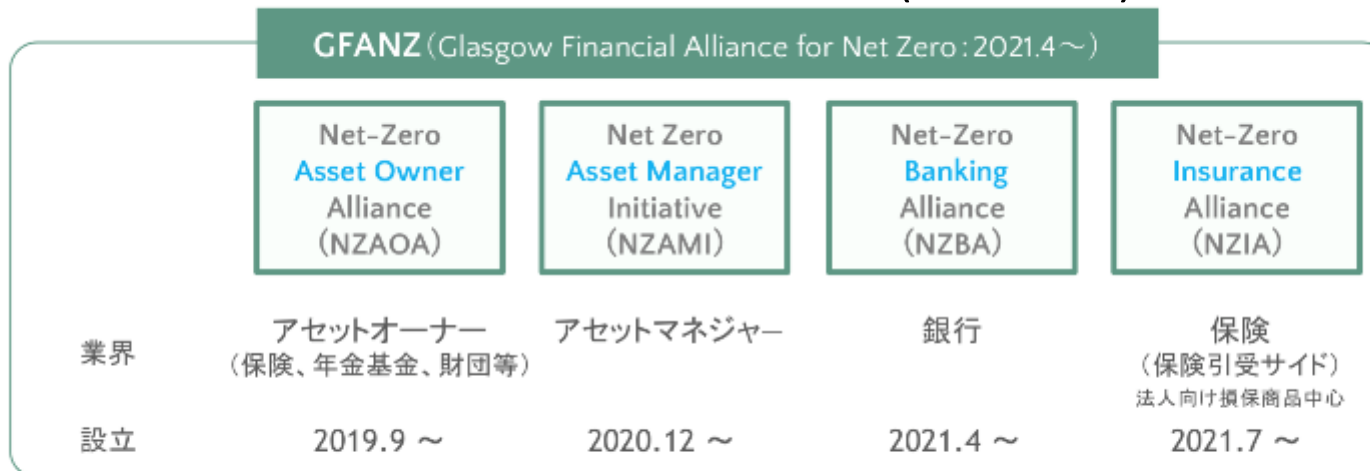 GFANZ（Glasgow Financial Alliance for Net Zero：2021.4～）
Net-Zero
Asset Owner
Alliance
（NZAOA）
Net Zero
Asset Manager
Initiative
（NZAMI）
Net-Zero
Banking
Alliance
（NZBA）
Net-Zero
Insurance
Alliance
（NZIA）
業界
アセットオーナー
（保険、年金基金、財団等）
アセットマネジャー
銀行
保険
（保険引受サイド）
法人向け損保商品中心
設立
2019.9 ～
2020.12 ～
2021.4 ～
2021.7 ～